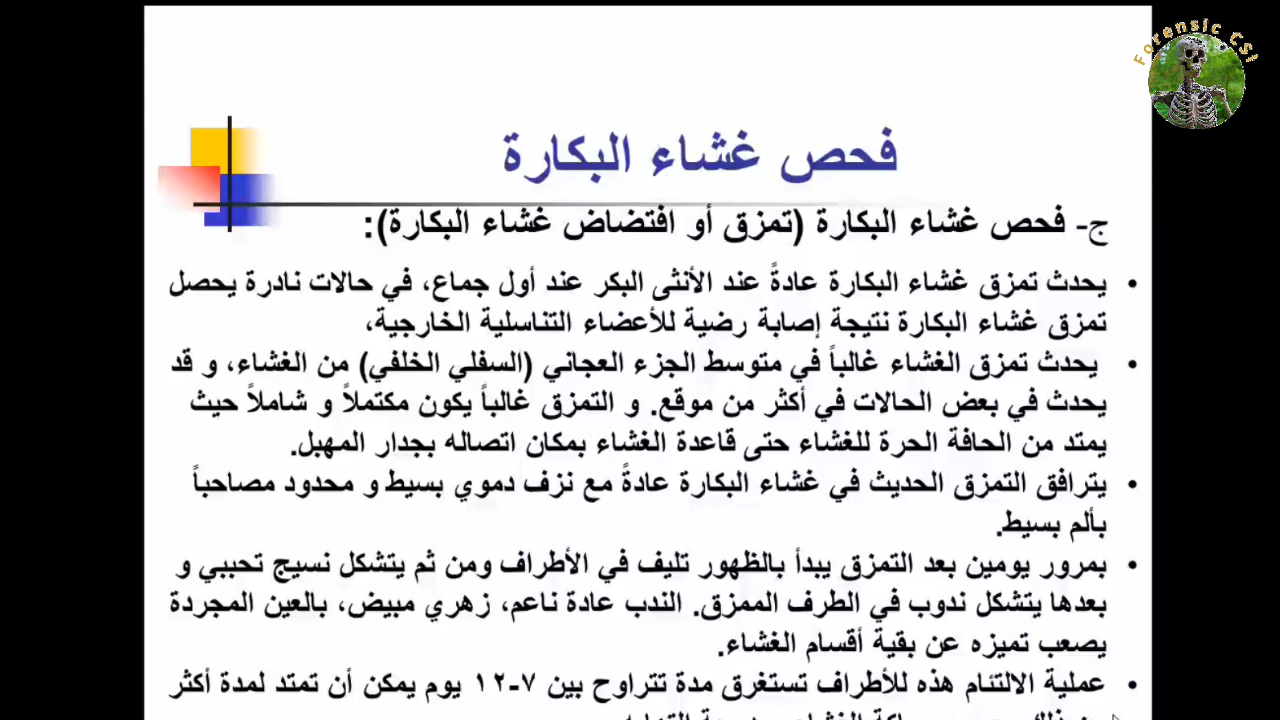 Forensic CSI
فحص غشاء البكارة
ج- فحص غشاء البكارة (تمزق أو افتضاض غشاء البكارة):
• يحدث تمزق غشاء البكارة عادةً عند الأنثى البكر عند أول جماع، في حالات نادرة يحصل
تمزق غشاء البكارة نتيجة إصابة رضية للأعضاء التناسلية الخارجية،
• يحدث تمزق الغشاء غالباً في متوسط الجزء العجاني (السفلي الخلفي) من الغشاء، و قد
يحدث في بعض الحالات في أكثر من موقع. و التمزق غالباً يكون مكتملاً و شاملاً حيث
يمتد من الحافة الحرة للغشاء حتى قاعدة الغشاء بمكان اتصاله بجدار المهبل.
• يترافق التمزق الحديث في غشاء البكارة عادةً مع نزف دموي بسيط و محدود مصاحباً
بألم بسيط.
• بمرور يومين بعد التمزق يبدأ بالظهور تليف في الأطراف ومن ثم يتشكل نسيج تحببي و
بعدها يتشكل ندوب في الطرف الممزق. الندب عادة ناعم، زهري مبيض، بالعين المجردة
يصعب تميزه عن بقية أقسام الغشاء.
• عملية الالتئام هذه للأطراف تستغرق مدة تتراوح بين ٧-١٢ يوم يمكن أن تمتد لمدة أكثر